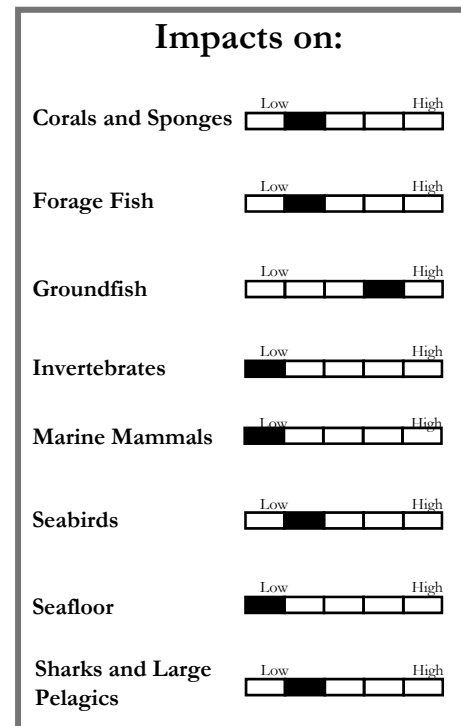 Impacts on:
Low High
Corals and Sponges
Low High
Forage Fish
Low High
Groundfish
Low High
Invertebrates
Low High
Marine Mammals
Low High
Seabirds
Low High
Seafloor
Sharks and Large Low High
Pelagics